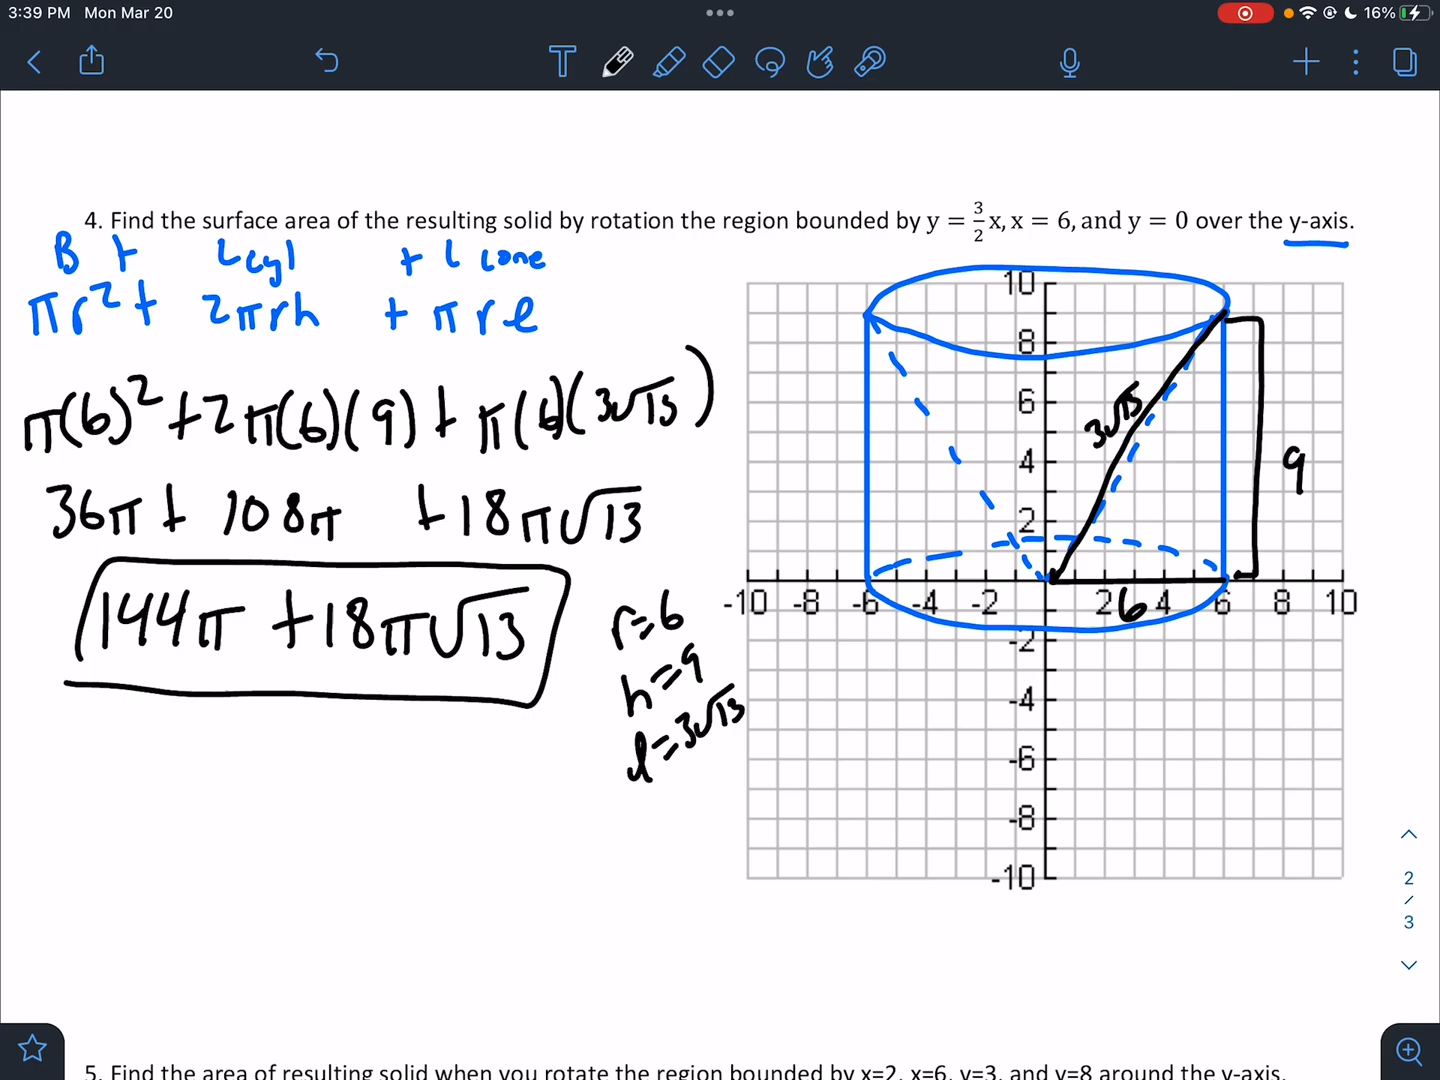 3:39 PM Mon Mar 20
16%
4. Find the surface area of the resulting solid by rotation the region bounded by y = 3/2 x, x = 6, and y = 0 over the y-axis.
B + Lcyl + L cone
πr² + 2πrh + πrl
π(6)² + 2π(6)(9) + π(6)(3√13)
36π + 108π + 18π√13
144π + 18π√13
r=6
h=9
l=3√13
10
8
6
4
2
-10 -8 -6 -4 -2 2 4 6 8 10
-2
-4
-6
-8
-10
3√13
9
6
2
/
3
5. Find the area of resulting solid when you rotate the region bounded by x=2, x=6, y=3, and y=8 around the y-axis.